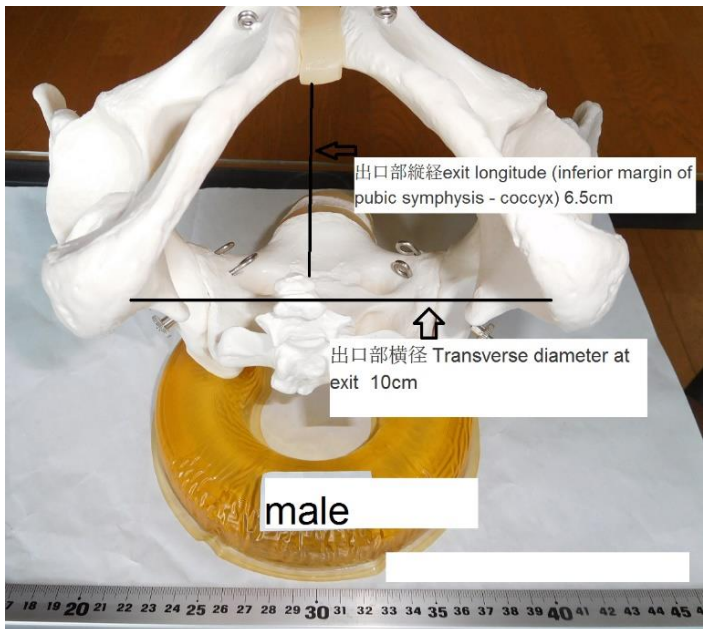 出口部縦経exit longitude (inferior margin of
pubic symphysis - coccyx) 6.5cm
出口部横径 Transverse diameter at
exit 10cm
male
7 18 19 20 21 22 23 24 25 26 27 28 29 30 31 32 33 34 35 36 37 38 39 40 41 42 43 44 45 4